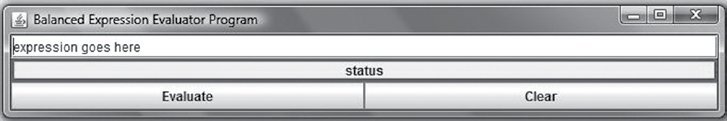 Balanced Expression Evaluator Program
expression goes here
status
Evaluate Clear